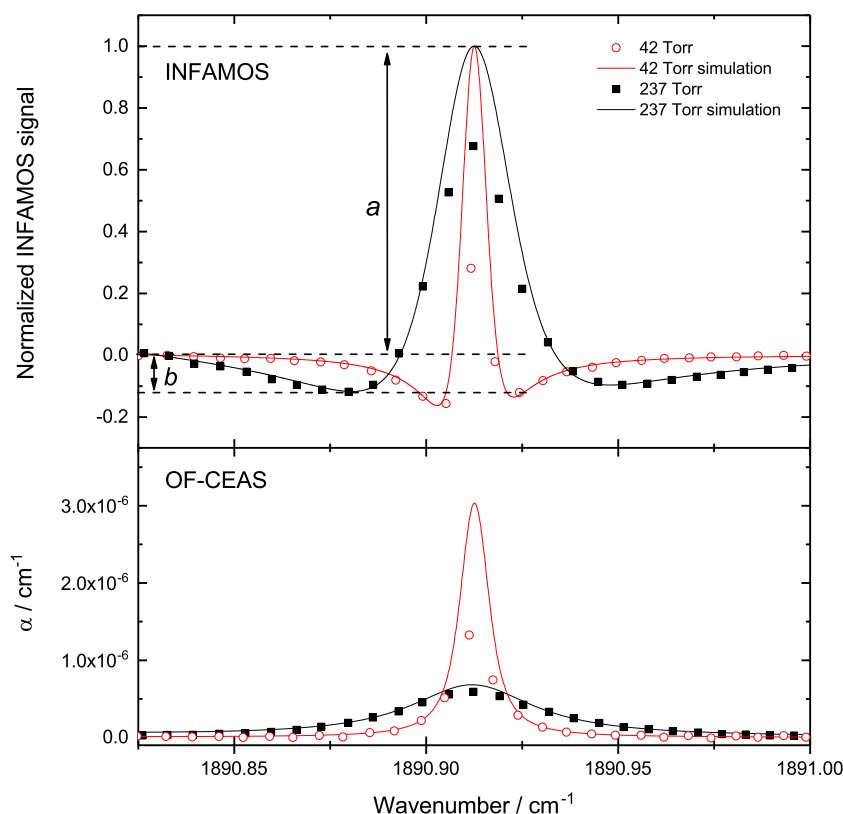 INFAMOS
42 Torr
42 Torr simulation
237 Torr
237 Torr simulation
Normalized INFAMOS signal
1.0
0.8
0.6
0.4
0.2
0.0
-0.2
a
b
OF-CEAS
α / cm⁻¹
3.0x10⁻⁶
2.0x10⁻⁶
1.0x10⁻⁶
0.0
1890.85
1890.90
1890.95
1891.00
Wavenumber / cm⁻¹